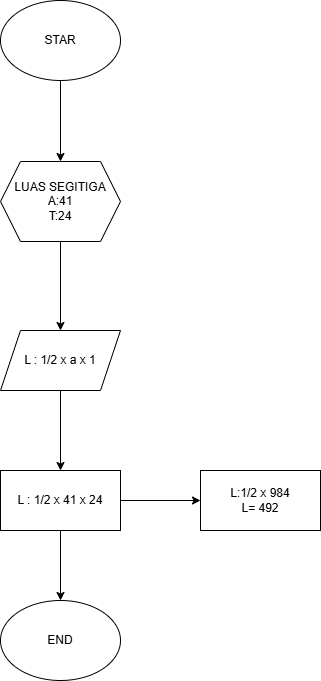 STAR
LUAS SEGITIGA
A:41
T:24
L : 1/2 x a x 1
L : 1/2 x 41 x 24
L:1/2 x 984
L= 492
END